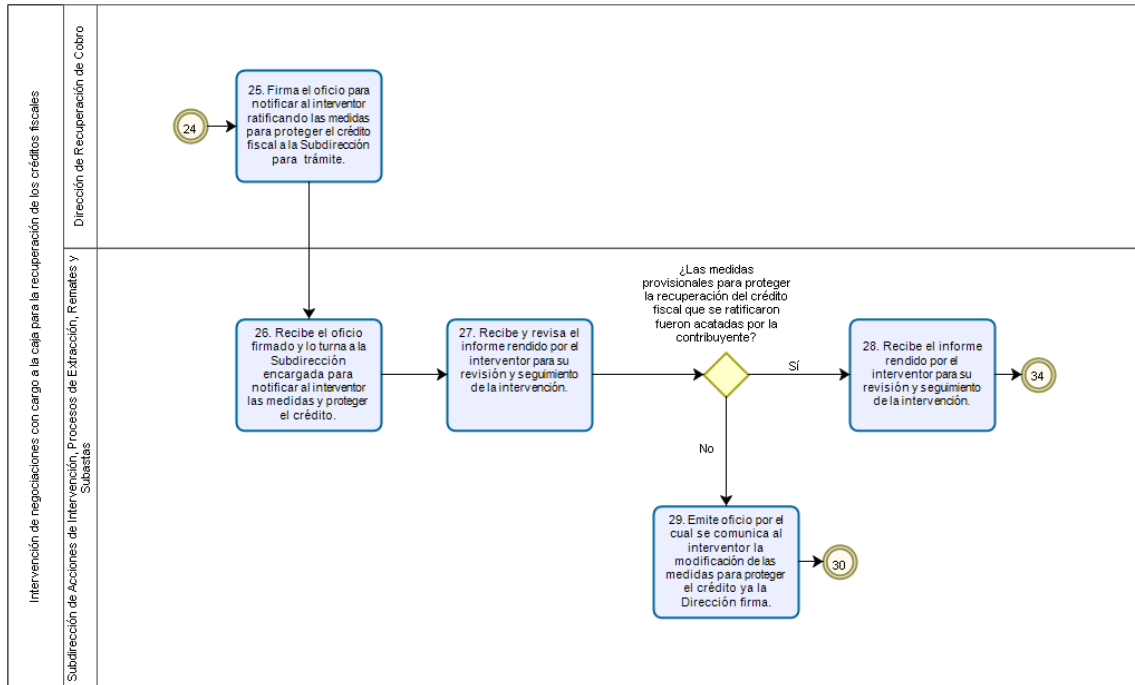 Intervención de negociaciones con cargo a la caja para la recuperación de los créditos fiscales
Dirección de Recuperación de Cobro
24
25. Firma el oficio para
notificar al interventor
ratificando las medidas
para proteger el crédito
fiscal a la Subdirección
para trámite.
Subdirección de Acciones de Intervención, Procesos de Extracción, Remates y
Subastas
26. Recibe el oficio
firmado y lo turna a la
Subdirección
encargada para
notificar al interventor
las medidas y proteger
el crédito.
27. Recibe y revisa el
informe rendido por el
interventor para su
revisión y seguimiento
de la intervención.
¿Las medidas
provisionales para proteger
la recuperación del crédito
fiscal que se ratificaron
fueron acatadas por la
contribuyente?
Sí
28. Recibe el informe
rendido por el
interventor para su
revisión y seguimiento
de la intervención.
34
No
29. Emite oficio por el
cual se comunica al
interventor la
modificación de las
medidas para proteger
el crédito ya la
Dirección firma.
30